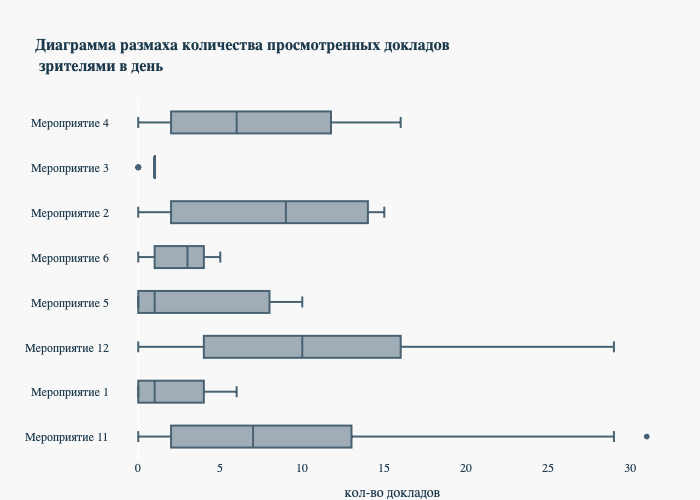 Диаграмма размаха количества просмотренных докладов
зрителями в день
Мероприятие 4
Мероприятие 3
Мероприятие 2
Мероприятие 6
Мероприятие 5
Мероприятие 12
Мероприятие 1
Мероприятие 11
0 5 10 15 20 25 30
кол-во докладов